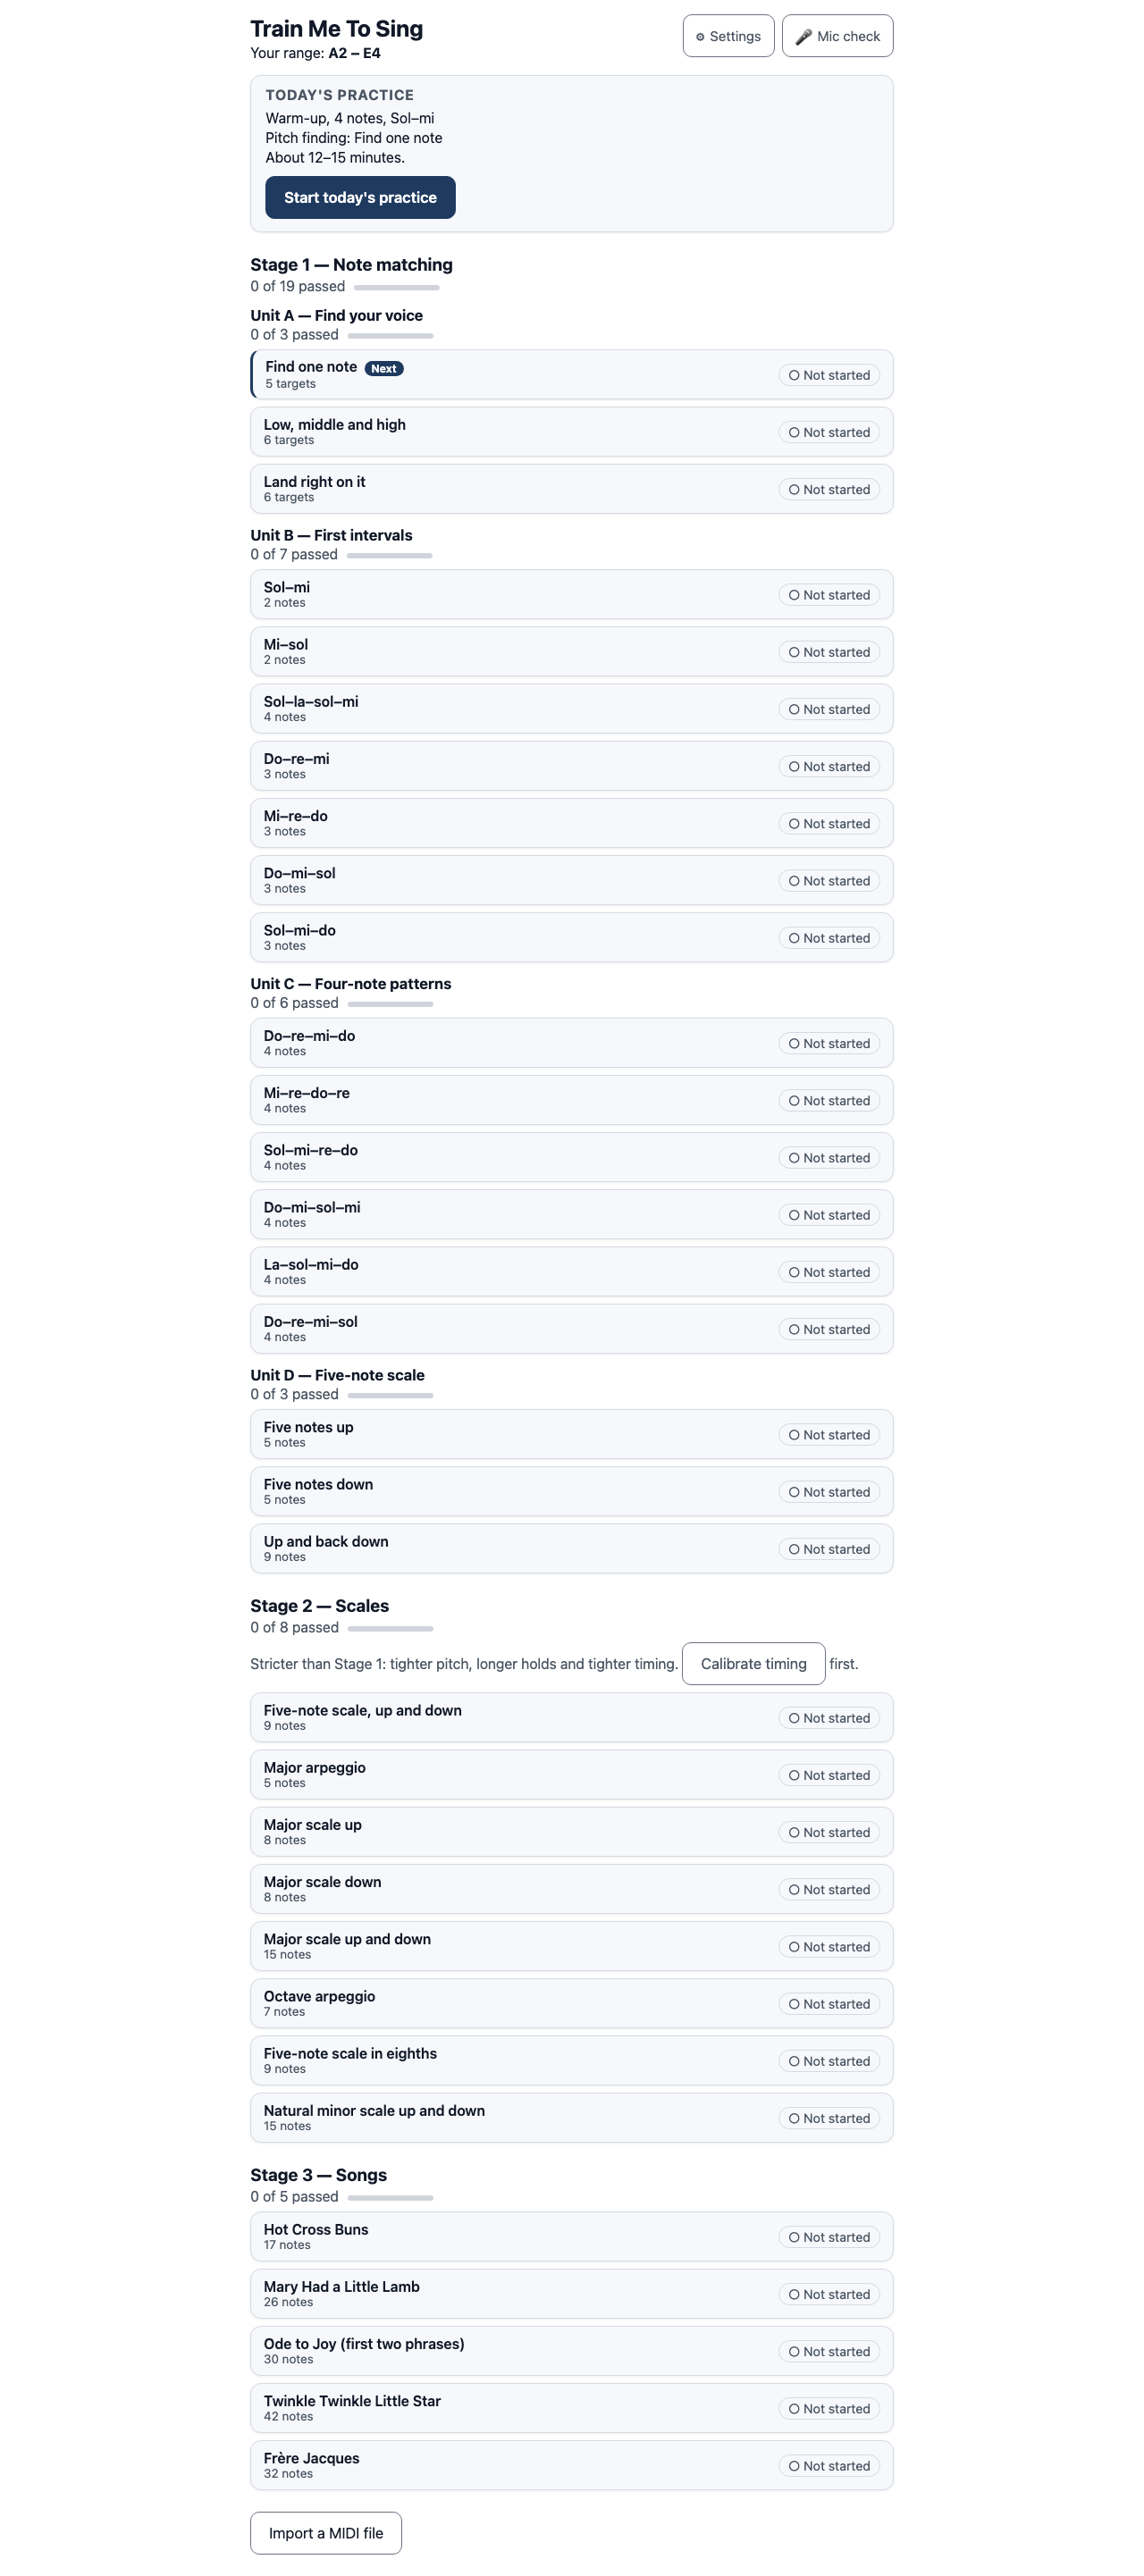 Train Me To Sing
Your range: A2 – E4
⚙ Settings
🎤 Mic check
TODAY'S PRACTICE
Warm-up, 4 notes, Sol–mi
Pitch finding: Find one note
About 12–15 minutes.
Start today's practice
Stage 1 — Note matching
0 of 19 passed
Unit A — Find your voice
0 of 3 passed
Find one note Next
5 targets
Not started
Low, middle and high
6 targets
Not started
Land right on it
6 targets
Not started
Unit B — First intervals
0 of 7 passed
Sol–mi
2 notes
Not started
Mi–sol
2 notes
Not started
Sol–la–sol–mi
4 notes
Not started
Do–re–mi
3 notes
Not started
Mi–re–do
3 notes
Not started
Do–mi–sol
3 notes
Not started
Sol–mi–do
3 notes
Not started
Unit C — Four-note patterns
0 of 6 passed
Do–re–mi–do
4 notes
Not started
Mi–re–do–re
4 notes
Not started
Sol–mi–re–do
4 notes
Not started
Do–mi–sol–mi
4 notes
Not started
La–sol–mi–do
4 notes
Not started
Do–re–mi–sol
4 notes
Not started
Unit D — Five-note scale
0 of 3 passed
Five notes up
5 notes
Not started
Five notes down
5 notes
Not started
Up and back down
9 notes
Not started
Stage 2 — Scales
0 of 8 passed
Stricter than Stage 1: tighter pitch, longer holds and tighter timing. Calibrate timing first.
Five-note scale, up and down
9 notes
Not started
Major arpeggio
5 notes
Not started
Major scale up
8 notes
Not started
Major scale down
8 notes
Not started
Major scale up and down
15 notes
Not started
Octave arpeggio
7 notes
Not started
Five-note scale in eighths
9 notes
Not started
Natural minor scale up and down
15 notes
Not started
Stage 3 — Songs
0 of 5 passed
Hot Cross Buns
17 notes
Not started
Mary Had a Little Lamb
26 notes
Not started
Ode to Joy (first two phrases)
30 notes
Not started
Twinkle Twinkle Little Star
42 notes
Not started
Frère Jacques
32 notes
Not started
Import a MIDI file